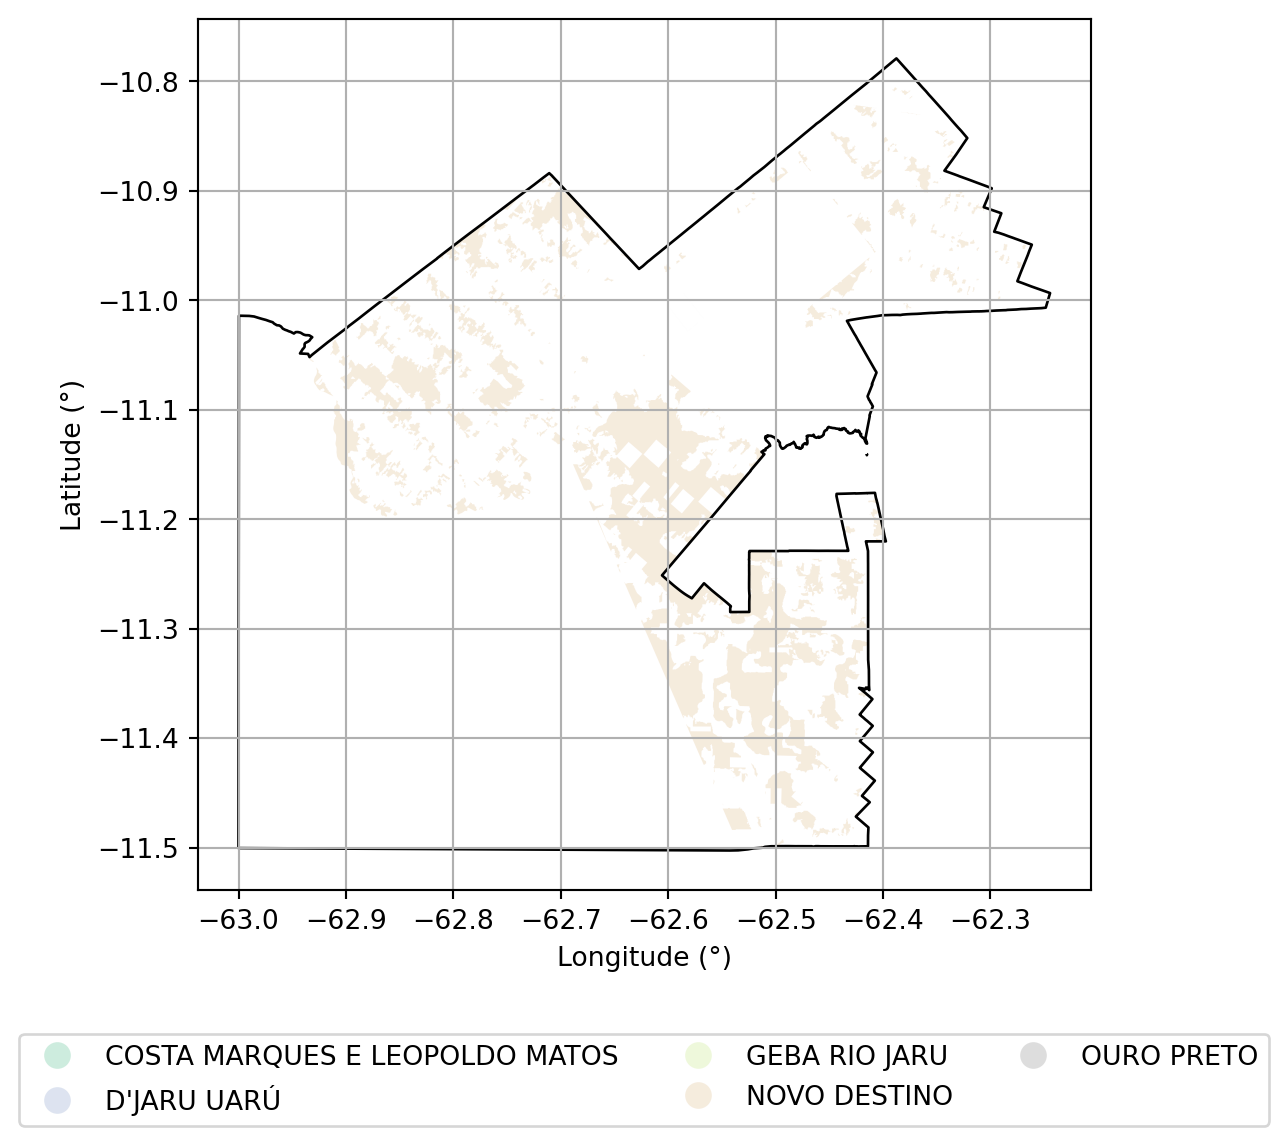 −10.8
−10.9
−11.0
−11.1
−11.2
−11.3
−11.4
−11.5
Latitude (°)
−63.0 −62.9 −62.8 −62.7 −62.6 −62.5 −62.4 −62.3
Longitude (°)
COSTA MARQUES E LEOPOLDO MATOS
D'JARU UARÚ
GEBA RIO JARU
NOVO DESTINO
OURO PRETO